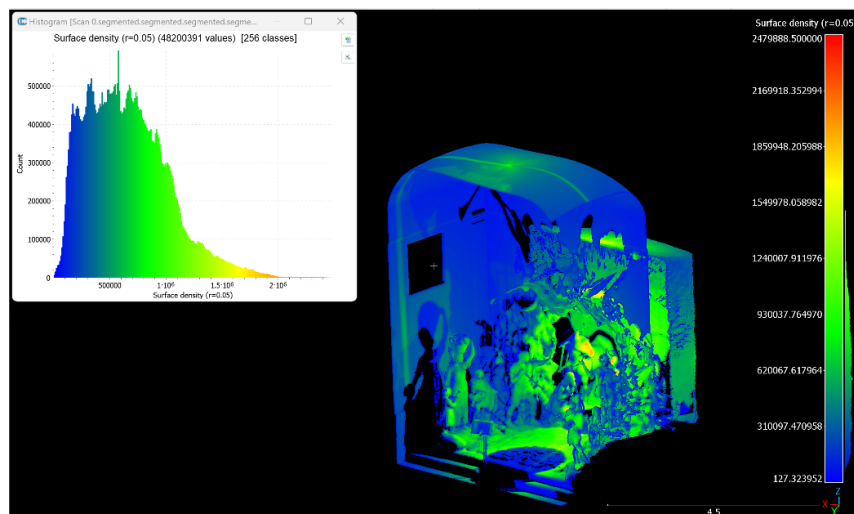 Histogram [Scan 0.segmented.segmented.segmented.segme...
Surface density (r=0.05) (48200391 values) [256 classes]
500000
400000
300000
200000
100000
0
Count
500000
1·10⁶
1.5·10⁶
2·10⁶
Surface density (r=0.05)
Surface density (r=0.05)
2479888.500000
2169918.352994
1859948.205988
1549978.058982
1240007.911976
930037.764970
620067.617964
310097.470958
127.323952
4.5
Z
X
Y